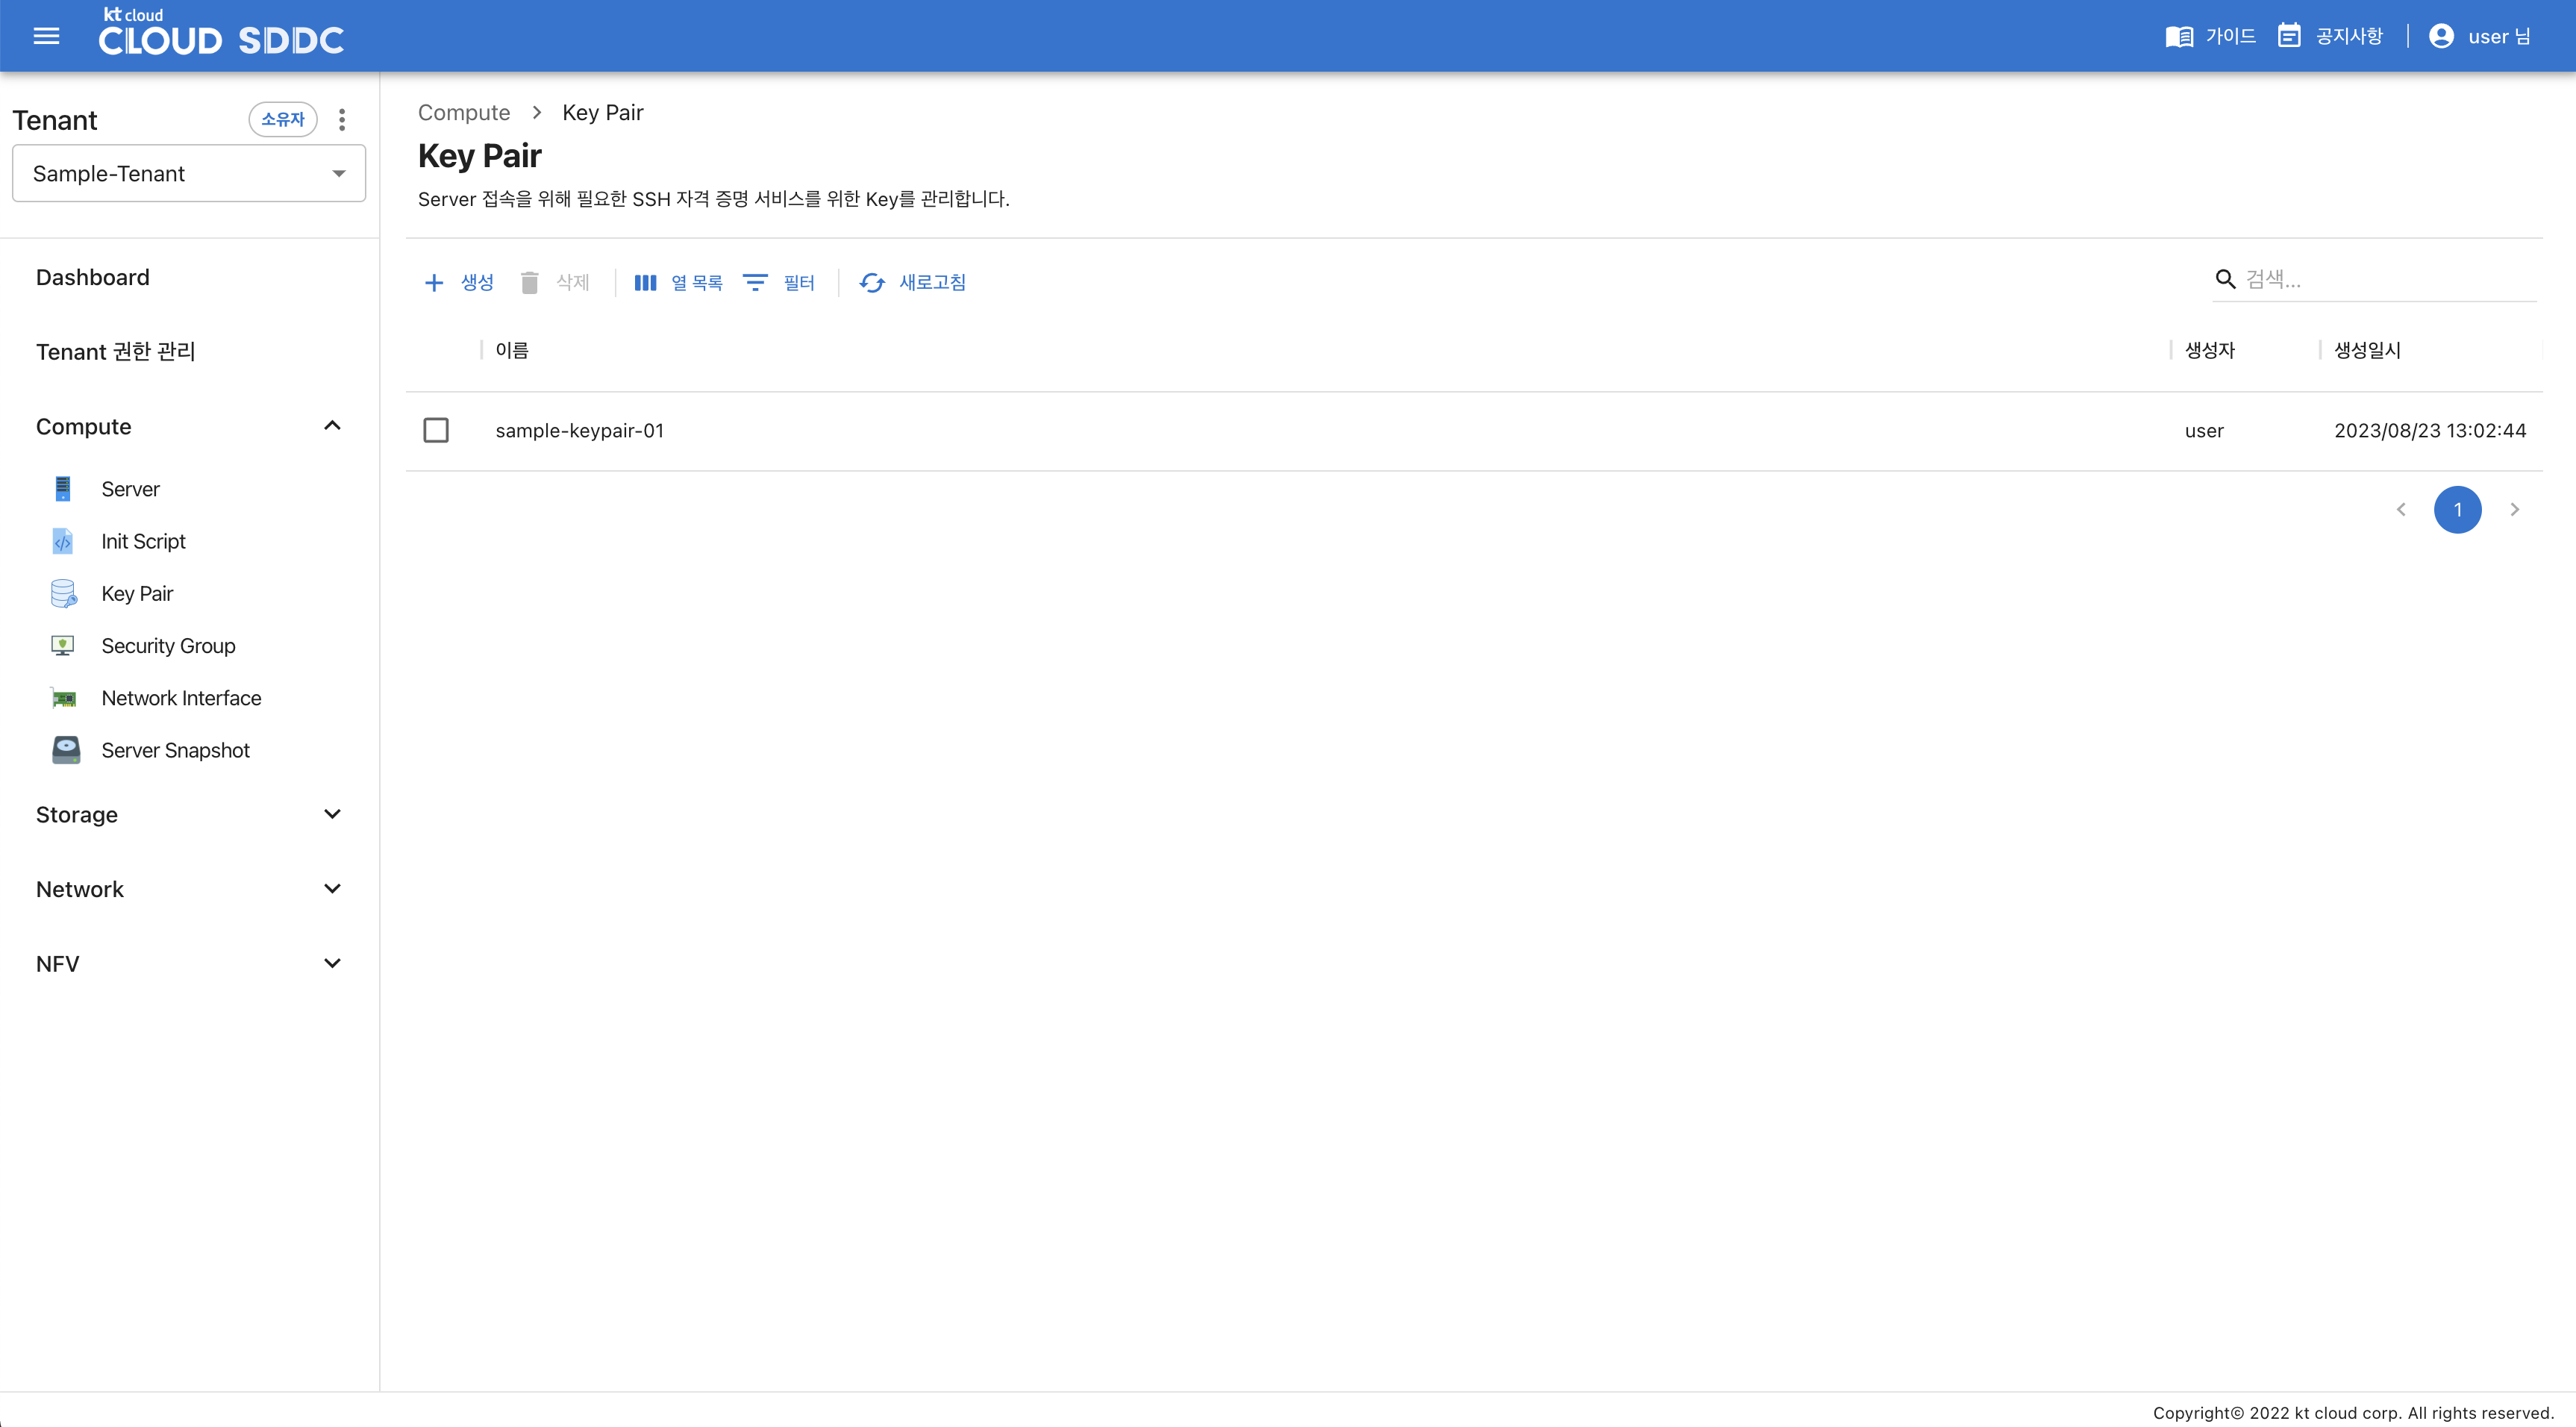 kt cloud
CLOUD SDDC
가이드
공지사항
user 님
Tenant
소유자
Sample-Tenant
Dashboard
Tenant 권한 관리
Compute
Server
Init Script
Key Pair
Security Group
Network Interface
Server Snapshot
Storage
Network
NFV
Compute > Key Pair
Key Pair
Server 접속을 위해 필요한 SSH 자격 증명 서비스를 위한 Key를 관리합니다.
생성 삭제 열 목록 필터 새로고침
검색...
이름 생성자 생성일시
sample-keypair-01 user 2023/08/23 13:02:44
1
Copyright© 2022 kt cloud corp. All rights reserved.